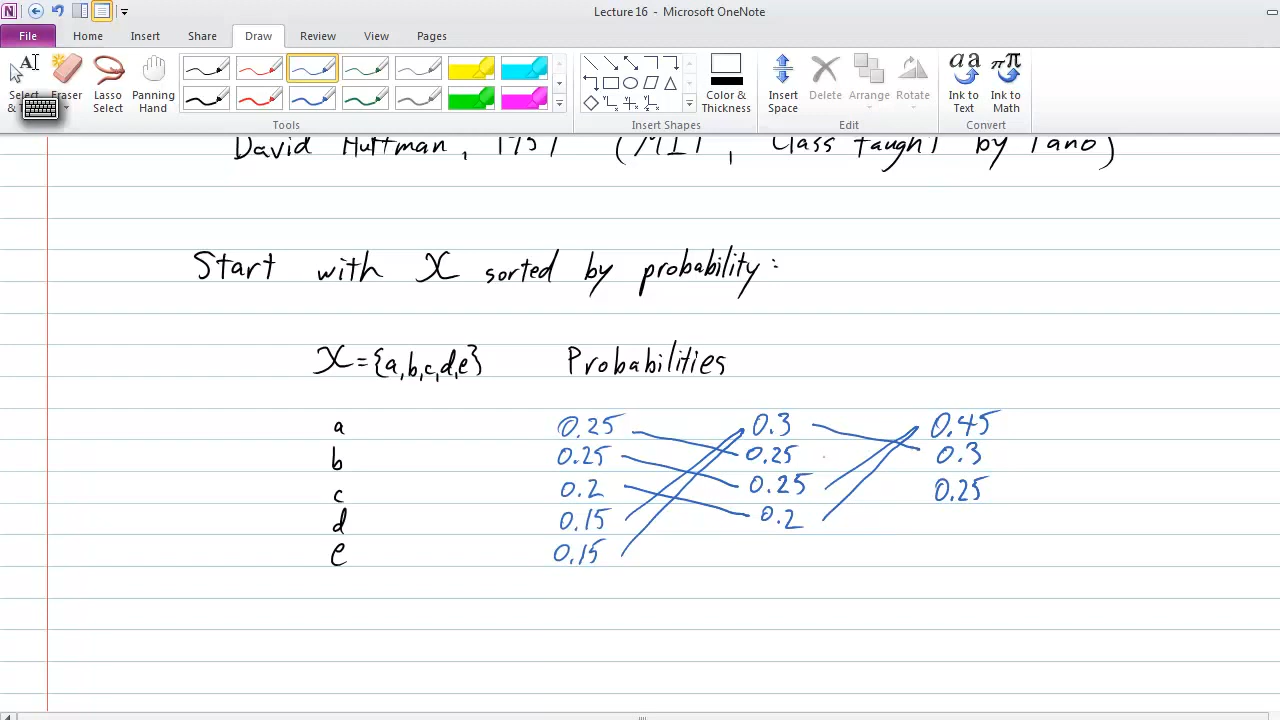 Lecture 16 - Microsoft OneNote
File Home Insert Share Draw Review View Pages
Select Eraser Lasso Select Panning Hand Color & Thickness Insert Space Delete Arrange Rotate Ink to Text Ink to Math
Tools Insert Shapes Edit Convert
David Huffman, 1951 (MIT, class taught by Fano)
Start with X sorted by probability:
X={a,b,c,d,e} Probabilities
a 0.25 0.3 0.45
b 0.25 0.25 0.3
c 0.2 0.25 0.25
d 0.15 0.2
e 0.15